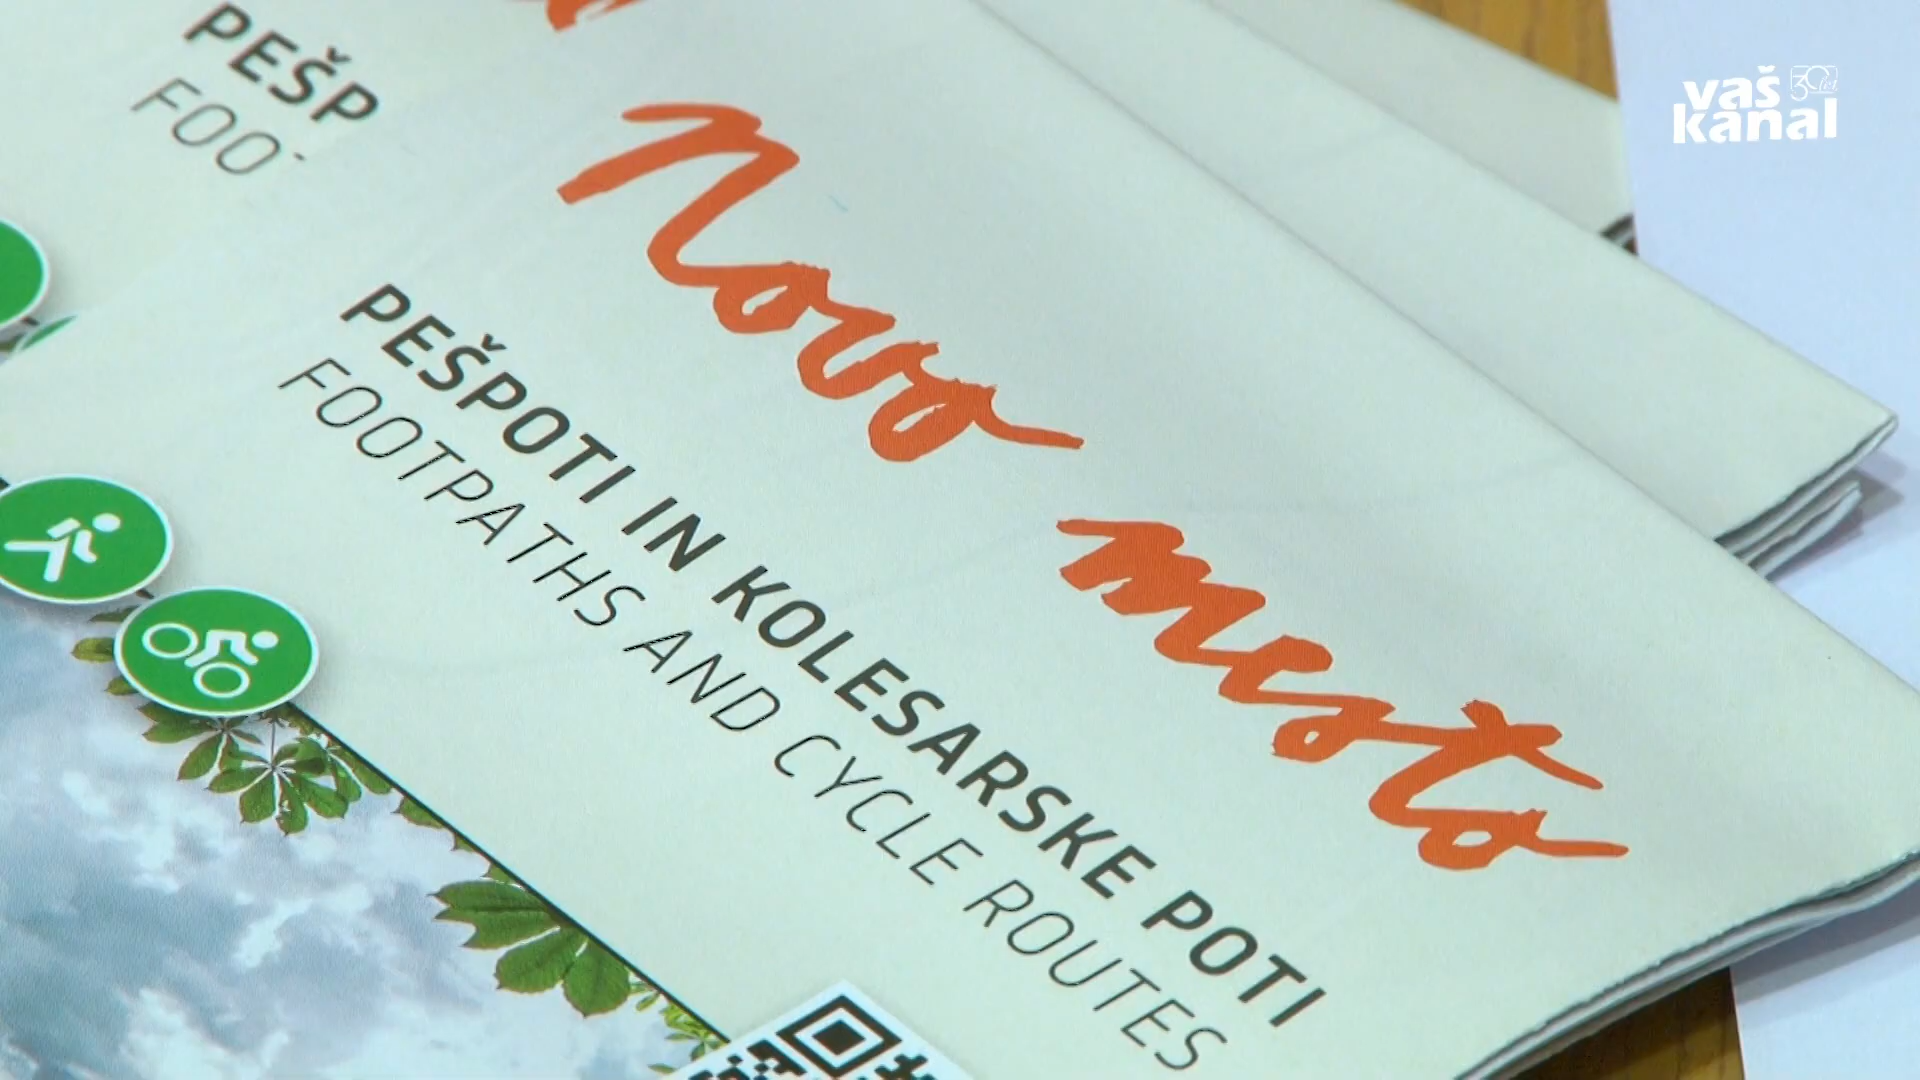 vaš
kanal
PEŠP
FOO
Novo mesto
PEŠPOTI IN KOLESARSKE POTI
FOOTPATHS AND CYCLE ROUTES